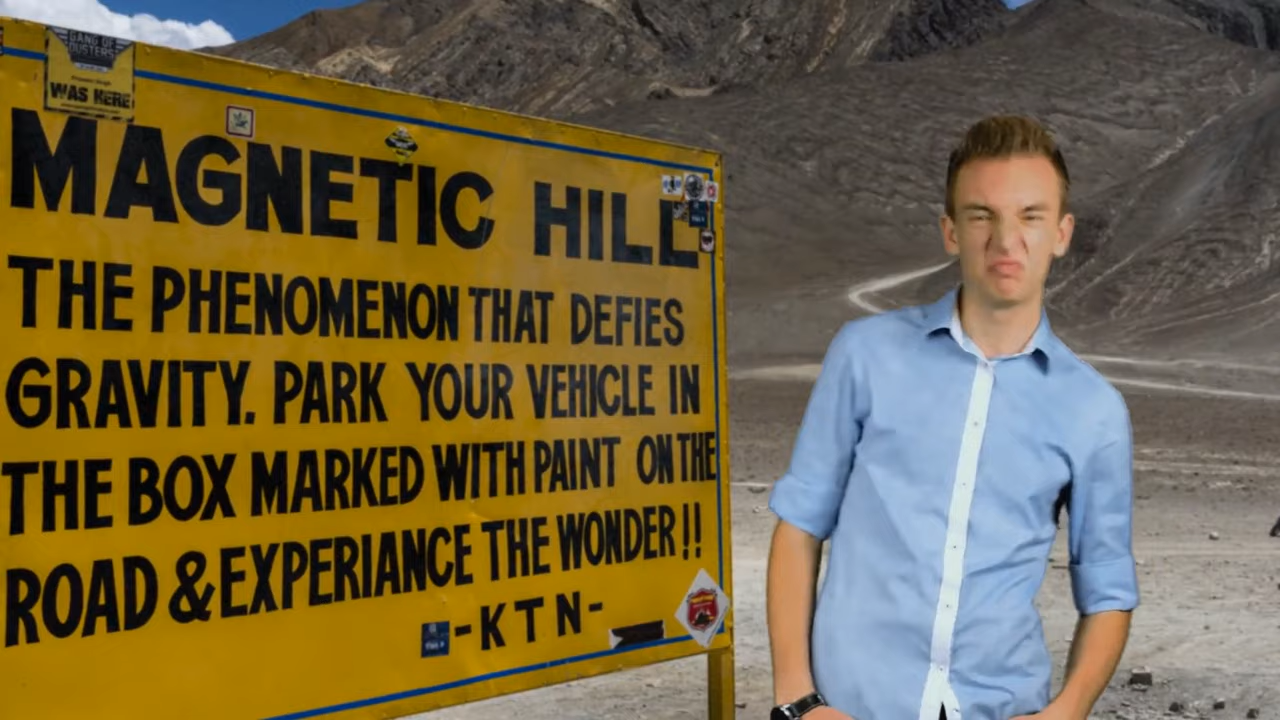 GANG OF
DUSTERS
WAS HERE
MAGNETIC HILL
THE PHENOMENON THAT DEFIES
GRAVITY. PARK YOUR VEHICLE IN
THE BOX MARKED WITH PAINT ON THE
ROAD & EXPERIANCE THE WONDER !!
-KTN-